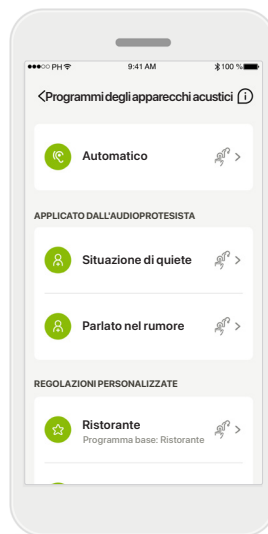 PH 9:41 AM 100 %
Programmi degli apparecchi acustici
Automatico
APPLICATO DALL'AUDIOPROTESISTA
Situazione di quiete
Parlato nel rumore
REGOLAZIONI PERSONALIZZATE
Ristorante
Programma base: Ristorante